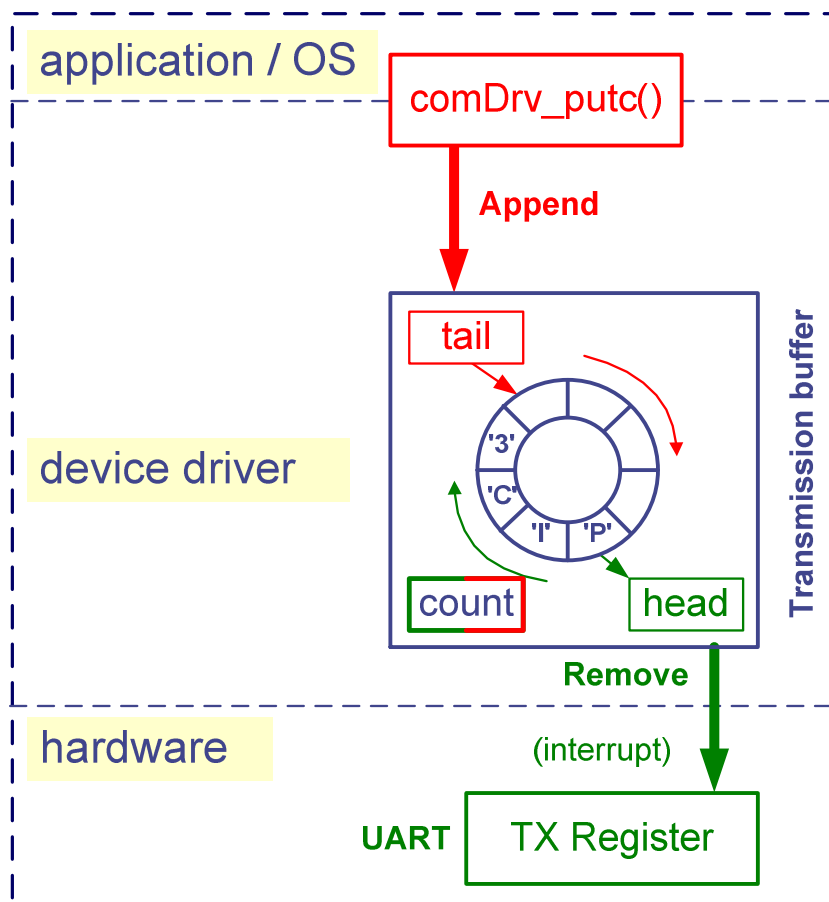 application / OS
comDrv_putc()
Append
tail
Transmission buffer
'3'
device driver
'C'
'I'
'P'
count
head
Remove
hardware
(interrupt)
UART
TX Register